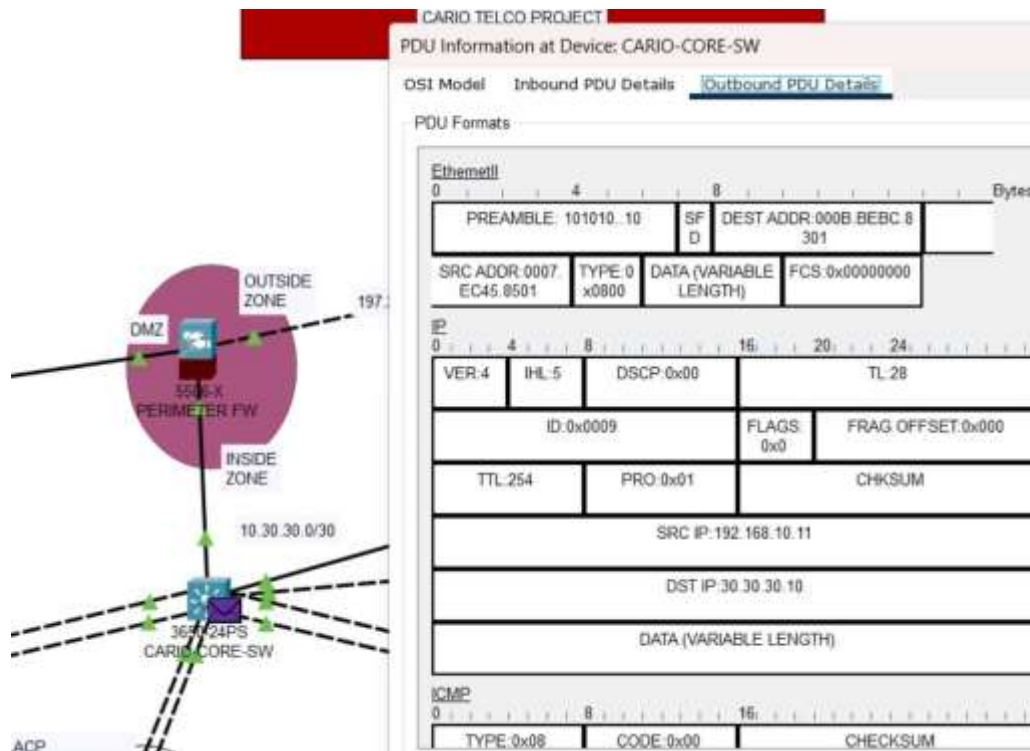 CARIO TELCO PROJECT
PDU Information at Device: CARIO-CORE-SW
OSI Model Inbound PDU Details Outbound PDU Details
PDU Formats
EthernetII
0 4 8 Bytes
PREAMBLE: 101010..10
SF
D
DEST ADDR:000B.BEBC.8
301
SRC ADDR:0007.
EC45.8501
TYPE:0
x0800
DATA (VARIABLE
LENGTH)
FCS:0x00000000
IP
0 4 8 16 20 24
VER:4 IHL:5 DSCP:0x00 TL:28
ID:0x0009
FLAGS:
0x0
FRAG OFFSET:0x000
TTL:254 PRO:0x01 CHKSUM
SRC IP:192.168.10.11
DST IP:30.30.30.10
DATA (VARIABLE LENGTH)
ICMP
0 8 16
TYPE:0x08 CODE:0x00 CHECKSUM
OUTSIDE
ZONE
197.
DMZ
5506-X
PERIMETER FW
INSIDE
ZONE
10.30.30.0/30
3650-24PS
CARIO-CORE-SW
ACP